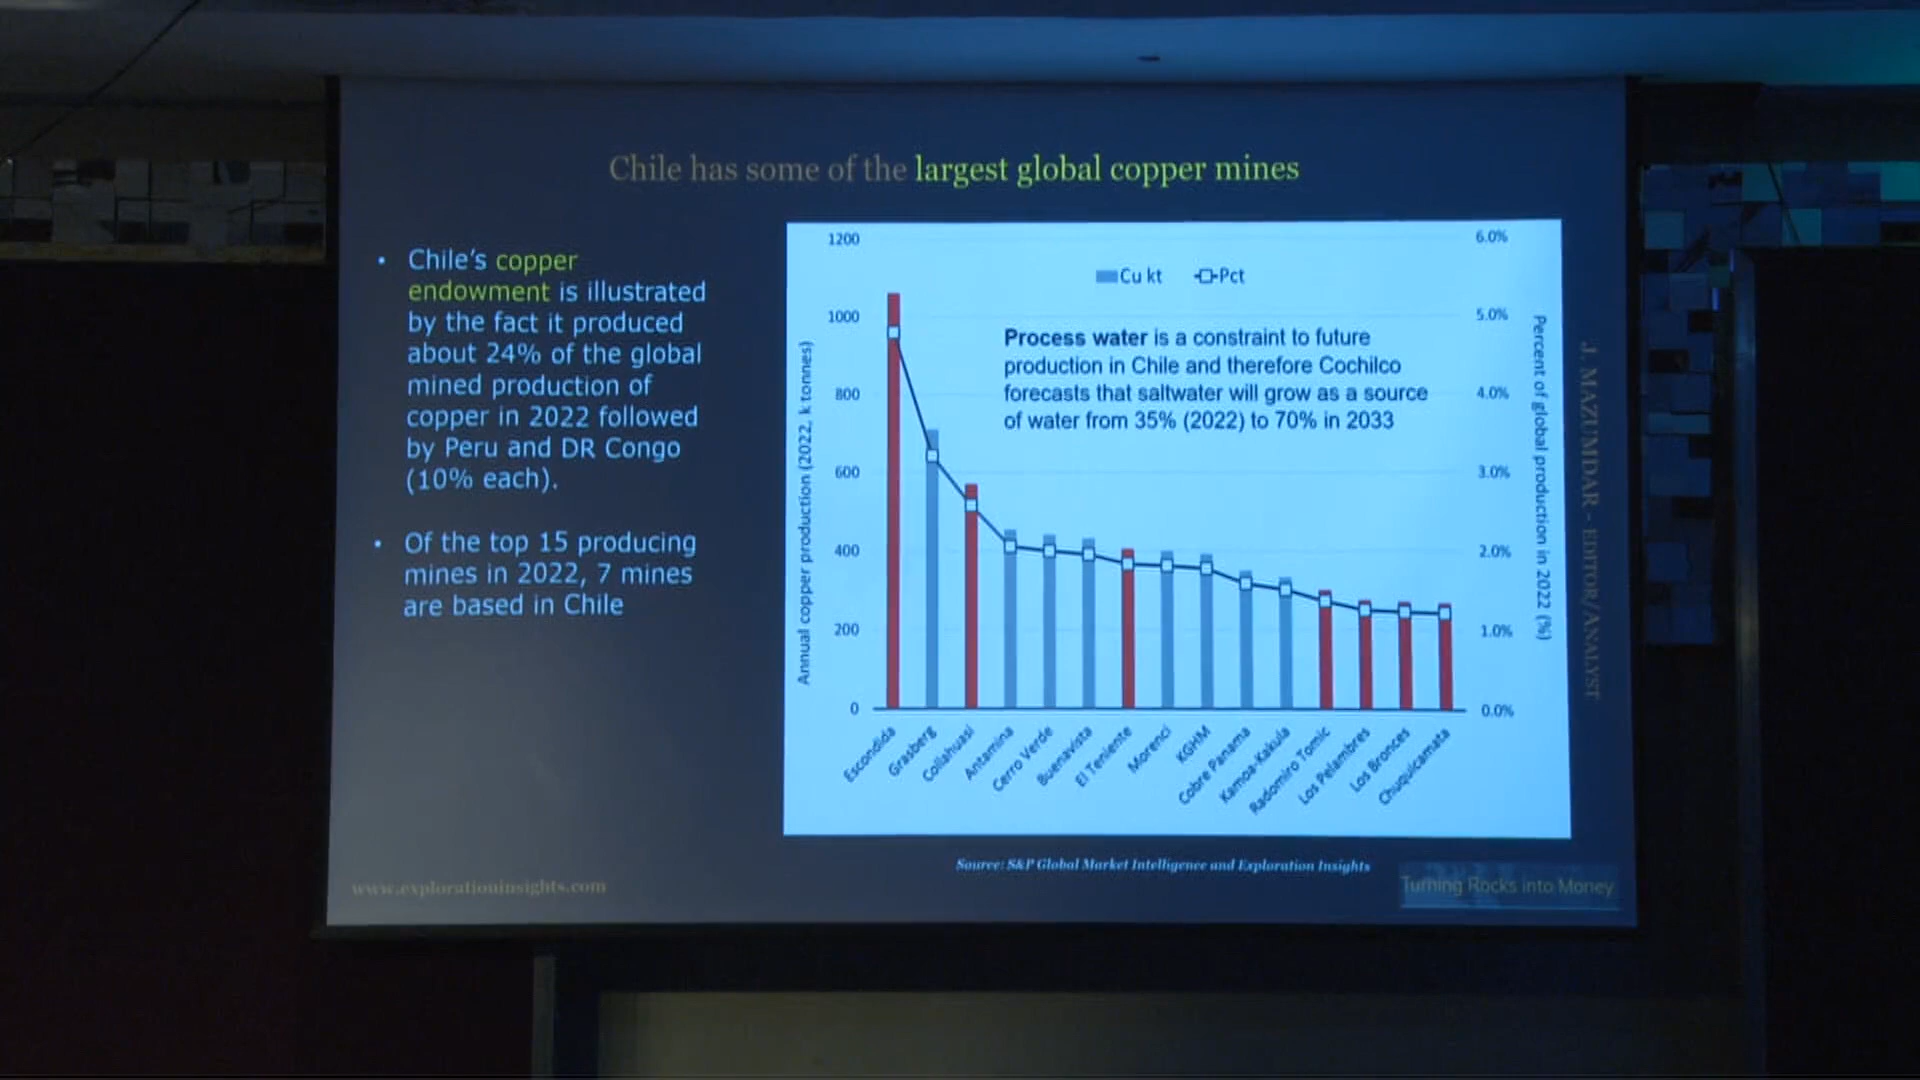 Chile has some of the largest global copper mines
• Chile's copper
endowment is illustrated
by the fact it produced
about 24% of the global
mined production of
copper in 2022 followed
by Peru and DR Congo
(10% each).
• Of the top 15 producing
mines in 2022, 7 mines
are based in Chile
Cu kt Pct
Process water is a constraint to future
production in Chile and therefore Cochilco
forecasts that saltwater will grow as a source
of water from 35% (2022) to 70% in 2033
Annual copper production (2022, k tonnes)
1200
1000
800
600
400
200
0
6.0%
5.0%
4.0%
3.0%
2.0%
1.0%
0.0%
Percent of global production in 2022 (%)
Escondida
Grasberg
Collahuasi
Antamina
Cerro Verde
Buenavista
El Teniente
Morenci
KGHM
Cobre Panama
Kamoa-Kakula
Radomiro Tomic
Los Pelambres
Los Bronces
Chuquicamata
J. MAZUMDAR - EDITOR/ANALYST
Source: S&P Global Market Intelligence and Exploration Insights
www.explorationinsights.com
Turning Rocks into Money